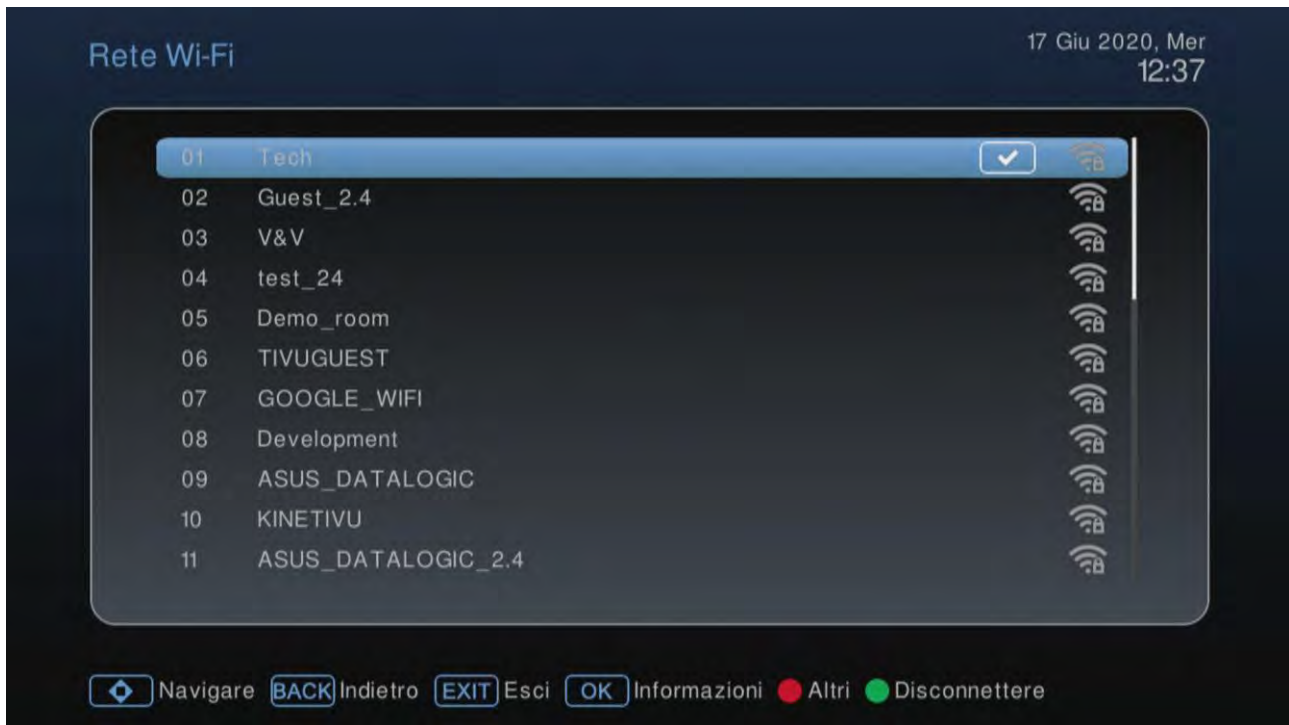 Rete Wi-Fi
17 Giu 2020, Mer
12:37
01 Tech
02 Guest_2.4
03 V&V
04 test_24
05 Demo_room
06 TIVUGUEST
07 GOOGLE_WIFI
08 Development
09 ASUS_DATALOGIC
10 KINETIVU
11 ASUS_DATALOGIC_2.4
Navigare BACK Indietro EXIT Esci OK Informazioni Altri Disconnettere